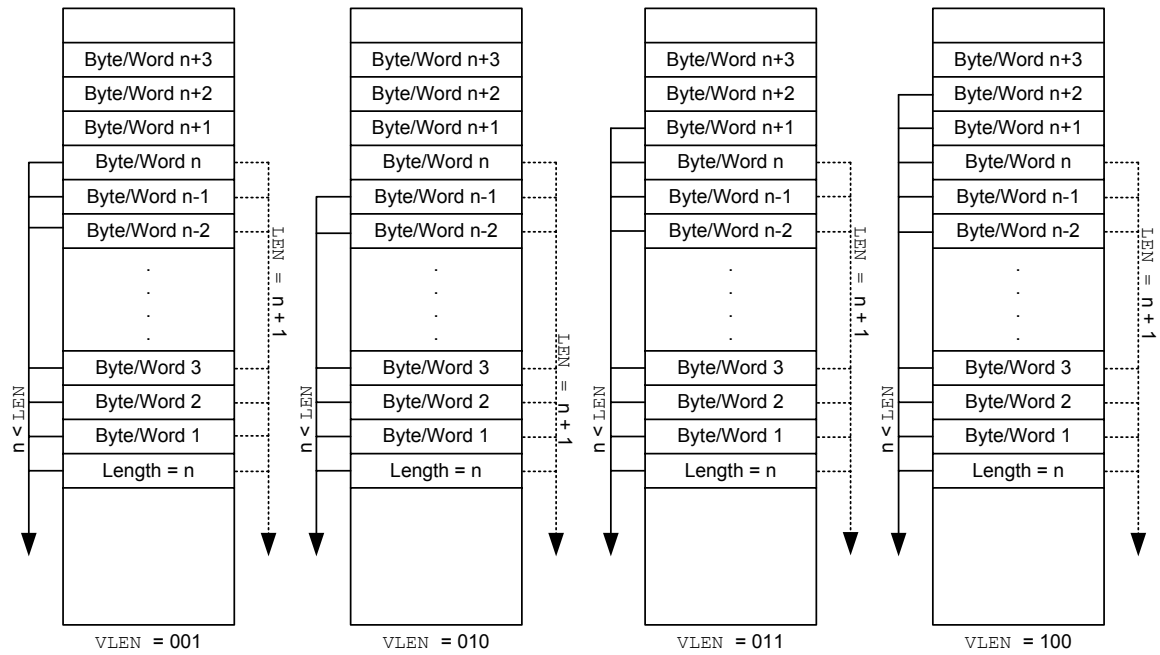 Byte/Word n+3
Byte/Word n+2
Byte/Word n+1
Byte/Word n
Byte/Word n-1
Byte/Word n-2
.
.
.
.
Byte/Word 3
Byte/Word 2
Byte/Word 1
Length = n
LEN > n
LEN = n + 1
VLEN = 001
Byte/Word n+3
Byte/Word n+2
Byte/Word n+1
Byte/Word n
Byte/Word n-1
Byte/Word n-2
.
.
.
.
Byte/Word 3
Byte/Word 2
Byte/Word 1
Length = n
LEN > n
LEN = n + 1
VLEN = 010
Byte/Word n+3
Byte/Word n+2
Byte/Word n+1
Byte/Word n
Byte/Word n-1
Byte/Word n-2
.
.
.
.
Byte/Word 3
Byte/Word 2
Byte/Word 1
Length = n
LEN > n
LEN = n + 1
VLEN = 011
Byte/Word n+3
Byte/Word n+2
Byte/Word n+1
Byte/Word n
Byte/Word n-1
Byte/Word n-2
.
.
.
.
Byte/Word 3
Byte/Word 2
Byte/Word 1
Length = n
LEN > n
LEN = n + 1
VLEN = 100